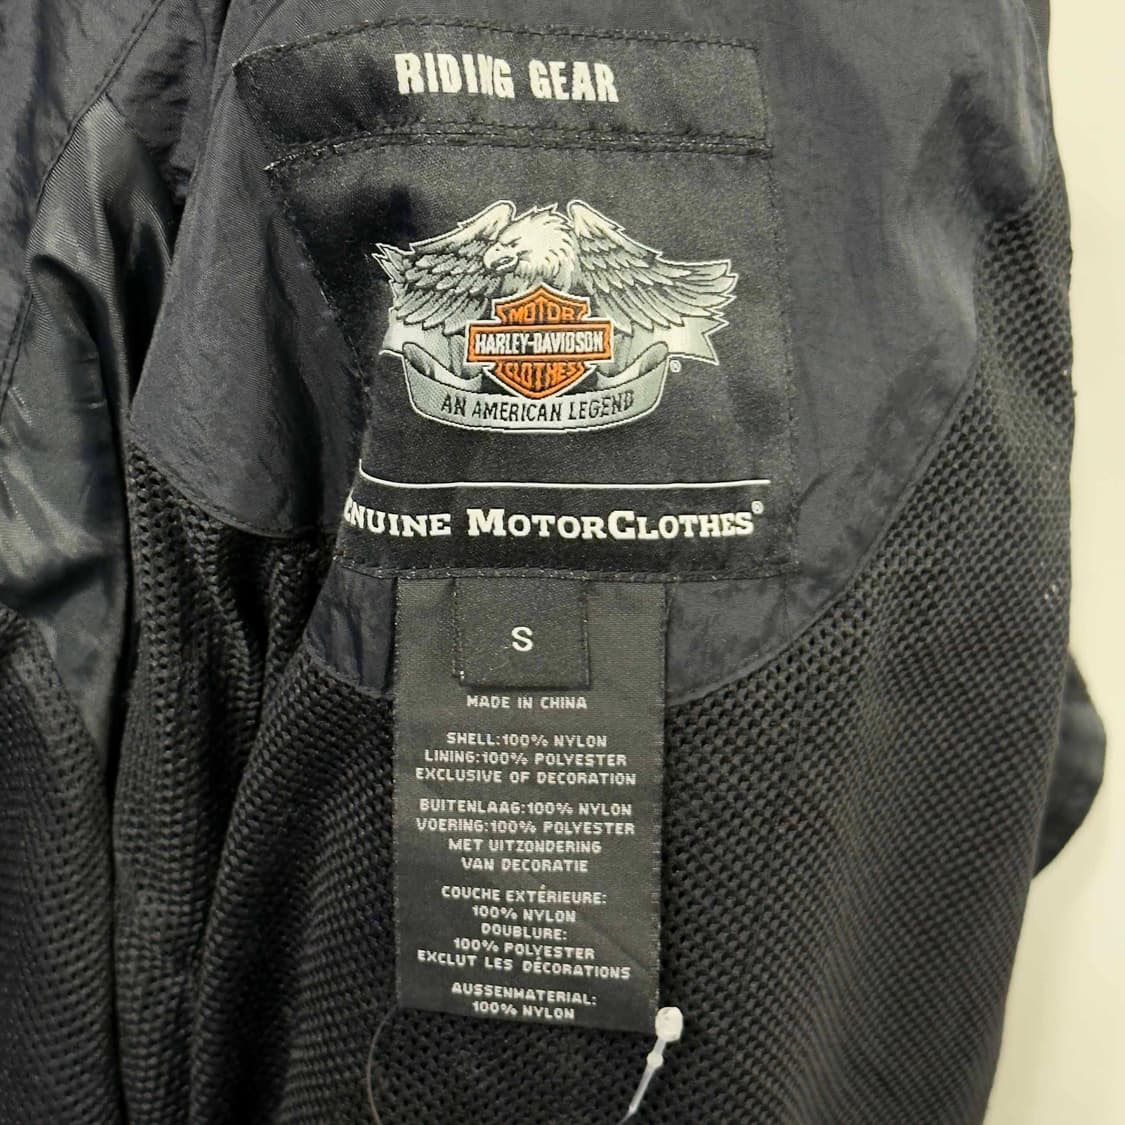 RIDING GEAR
MOTOR
HARLEY-DAVIDSON
CLOTHES
®
AN AMERICAN LEGEND
NUINE MOTORCLOTHES®
S
MADE IN CHINA
SHELL:100% NYLON
LINING:100% POLYESTER
EXCLUSIVE OF DECORATION
BUITENLAAG:100% NYLON
VOERING:100% POLYESTER
MET UITZONDERING
VAN DECORATIE
COUCHE EXTÉRIEURE:
100% NYLON
DOUBLURE:
100% POLYESTER
EXCLUT LES DÉCORATIONS
AUSSENMATERIAL:
100% NYLON